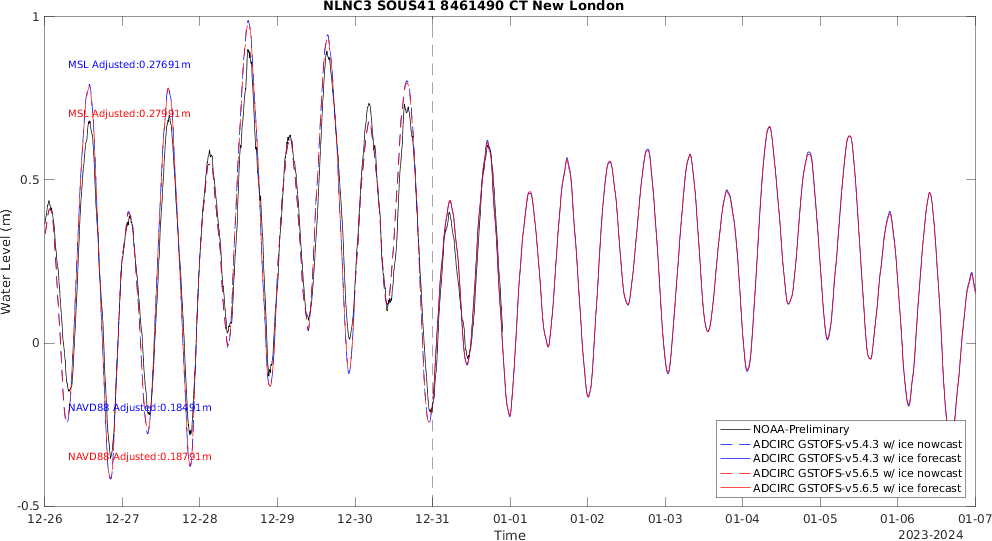 NLNC3 SOUS41 8461490 CT New London
1
MSL Adjusted:0.27691m
MSL Adjusted:0.27991m
0.5
Water Level (m)
0
NAVD88 Adjusted:0.18491m
NAVD88 Adjusted:0.18791m
NOAA-Preliminary
ADCIRC GSTOFS-v5.4.3 w/ ice nowcast
ADCIRC GSTOFS-v5.4.3 w/ ice forecast
ADCIRC GSTOFS-v5.6.5 w/ ice nowcast
ADCIRC GSTOFS-v5.6.5 w/ ice forecast
-0.5
12-26 12-27 12-28 12-29 12-30 12-31 01-01 01-02 01-03 01-04 01-05 01-06 01-07
Time
2023-2024